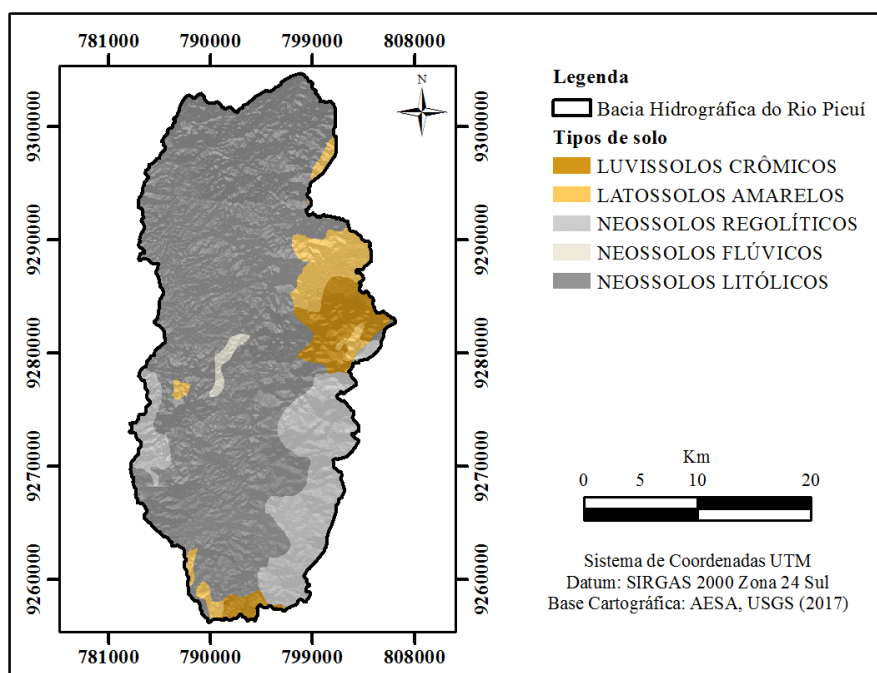 781000 790000 799000 808000
N
9300000
9290000
9280000
9270000
9260000
9300000
9290000
9280000
9270000
9260000
781000 790000 799000 808000
Legenda
Bacia Hidrográfica do Rio Picuí
Tipos de solo
LUVISSOLOS CRÔMICOS
LATOSSOLOS AMARELOS
NEOSSOLOS REGOLÍTICOS
NEOSSOLOS FLÚVICOS
NEOSSOLOS LITÓLICOS
Km
0 5 10 20
Sistema de Coordenadas UTM
Datum: SIRGAS 2000 Zona 24 Sul
Base Cartográfica: AESA, USGS (2017)